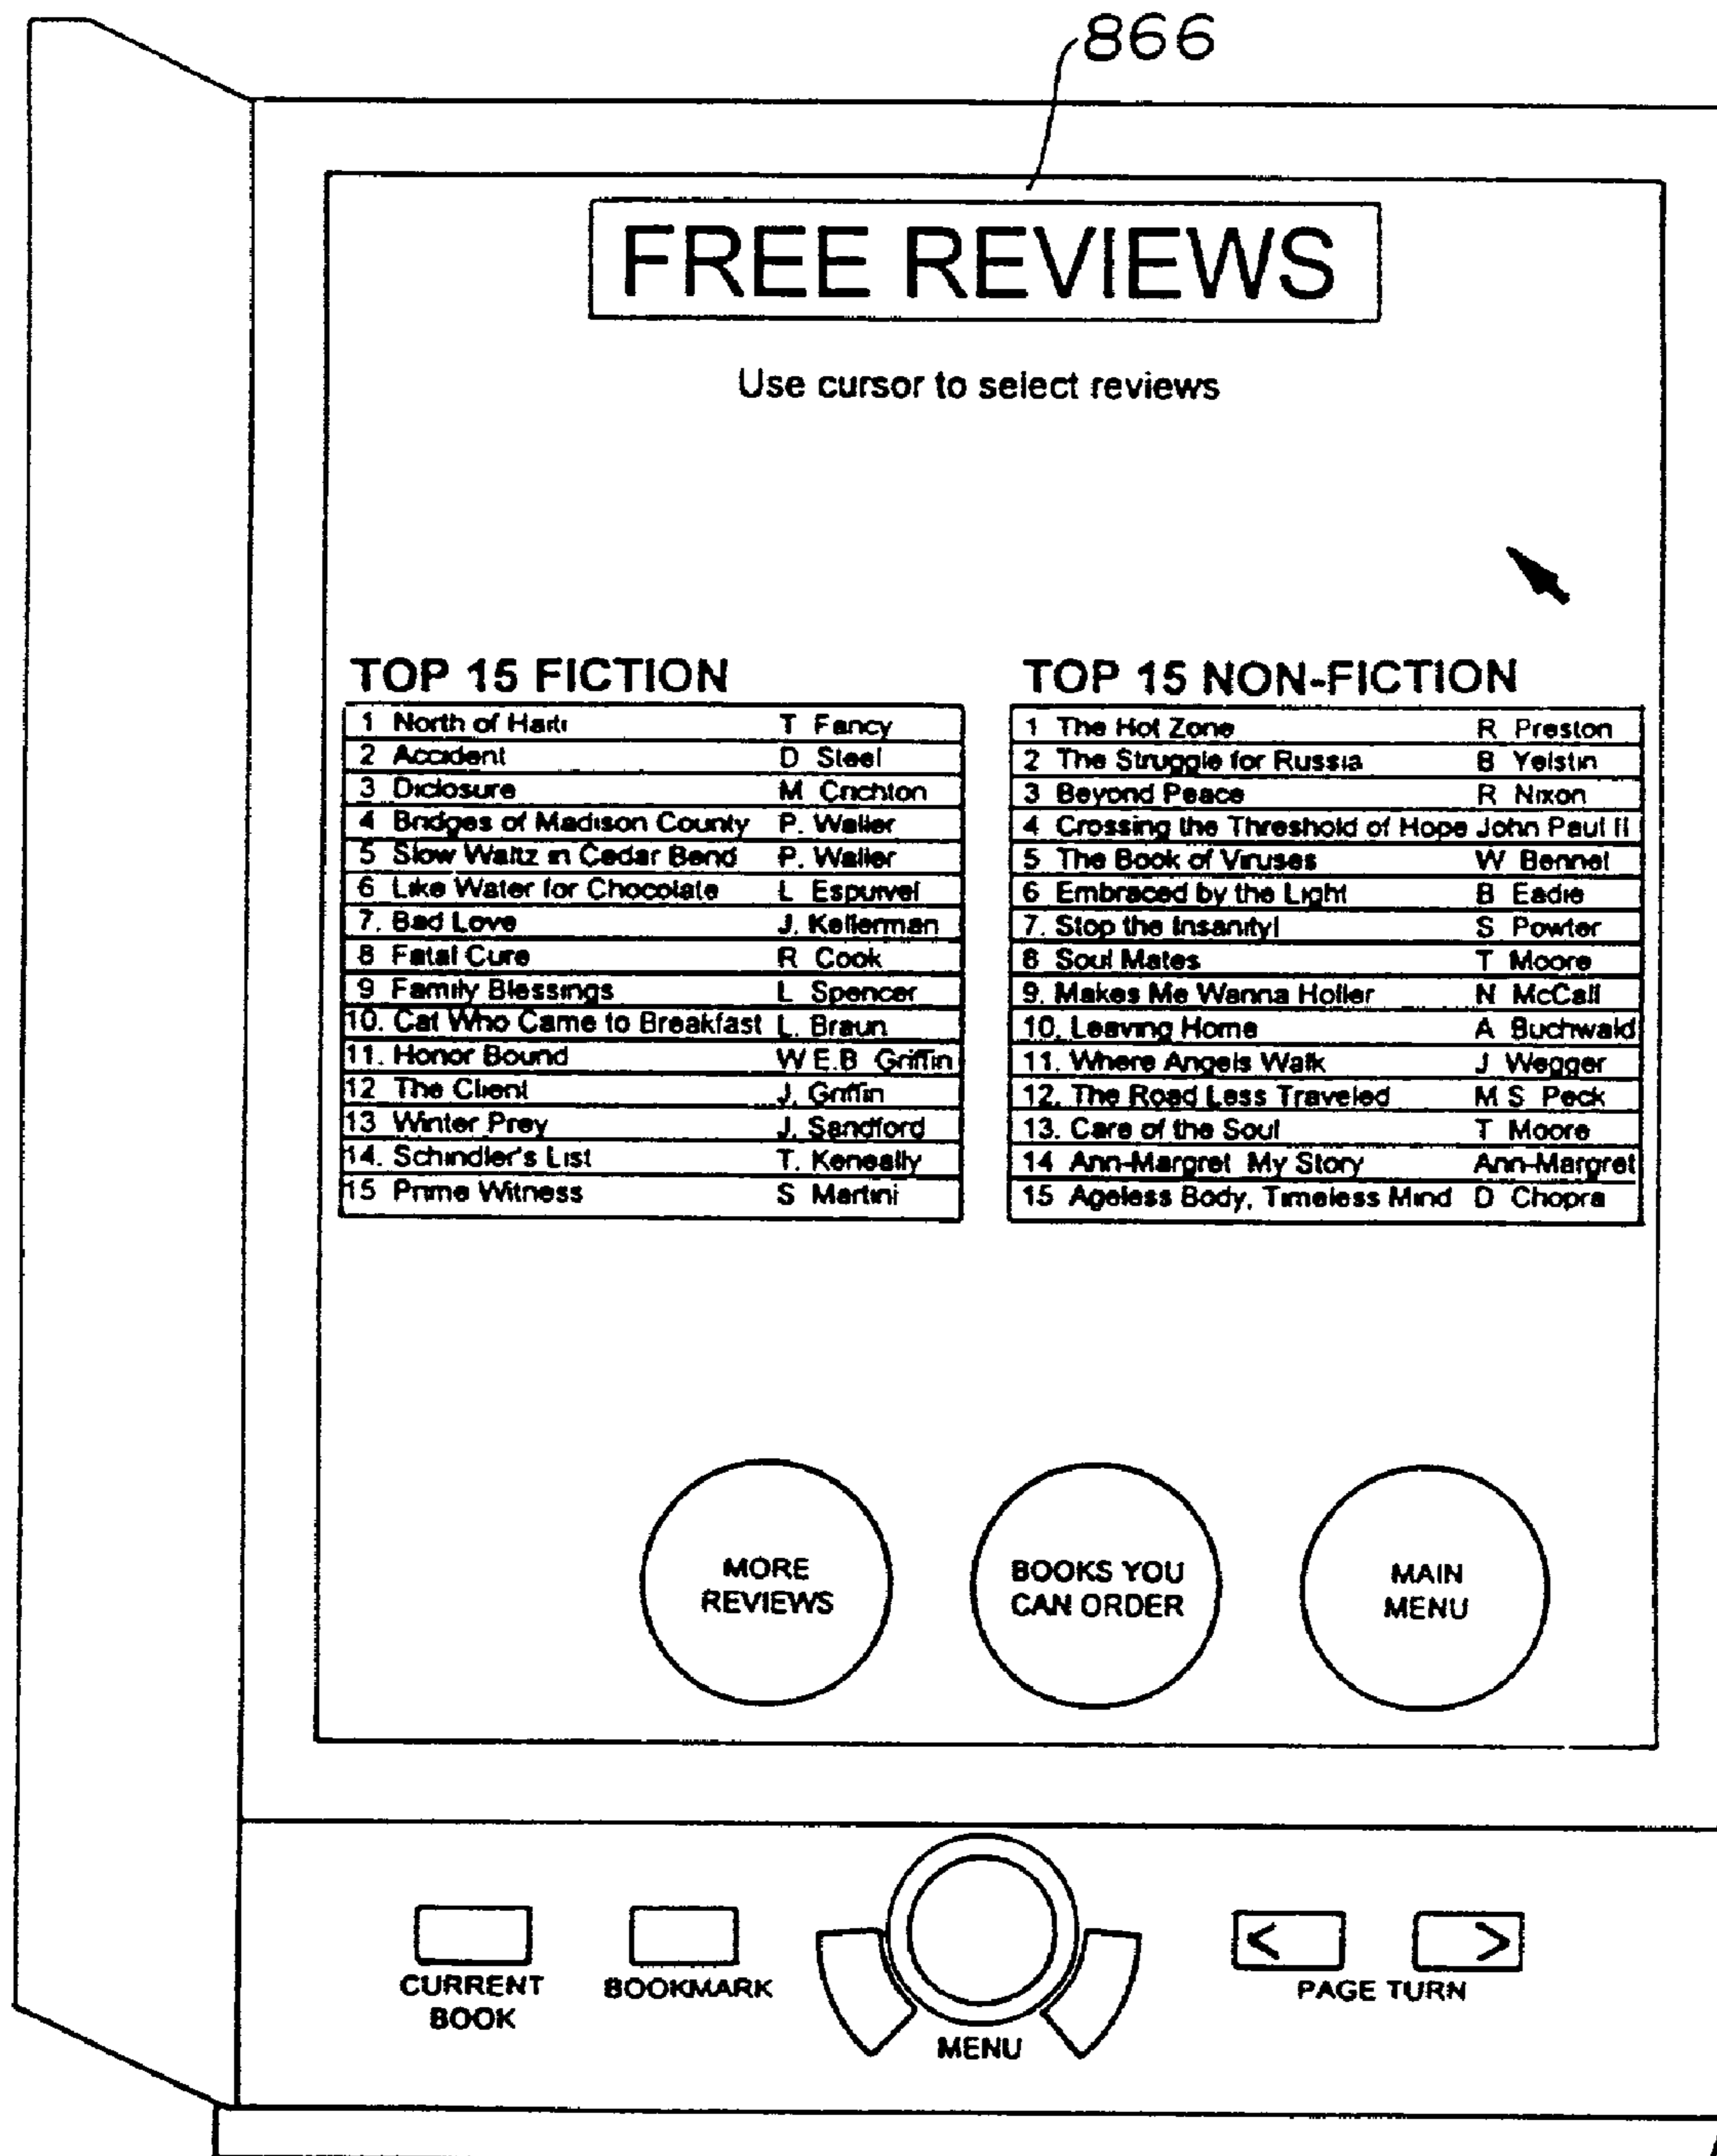 866
FREE REVIEWS
Use cursor to select reviews
TOP 15 FICTION
1 North of Haiti T Fancy
2 Accident D Steel
3 Diclosure M Crichton
4 Bridges of Madison County P. Waller
5 Slow Waltz in Cedar Bend P. Waller
6 Like Water for Chocolate L Espurvel
7. Bad Love J. Kellerman
8 Fatal Cure R Cook
9 Family Blessings L Spencer
10. Cat Who Came to Breakfast L. Braun
11. Honor Bound W E.B Griffin
12 The Client J. Griffin
13 Winter Prey J. Sandford
14. Schindler's List T. Keneally
15 Prime Witness S Martini
TOP 15 NON-FICTION
1 The Hot Zone R Preston
2 The Struggle for Russia B Yelstin
3 Beyond Peace R Nixon
4 Crossing the Threshold of Hope John Paul II
5 The Book of Viruses W Bennet
6 Embraced by the Light B Eadie
7. Stop the Insanity! S Powter
8 Soul Mates T Moore
9. Makes Me Wanna Holler N McCall
10. Leaving Home A Buchwald
11. Where Angels Walk J Wegger
12. The Road Less Traveled M S Peck
13. Care of the Soul T Moore
14 Ann-Margret My Story Ann-Margret
15 Ageless Body, Timeless Mind D Chopra
MORE
REVIEWS
BOOKS YOU
CAN ORDER
MAIN
MENU
< >
CURRENT
BOOK
BOOKMARK
MENU
PAGE TURN